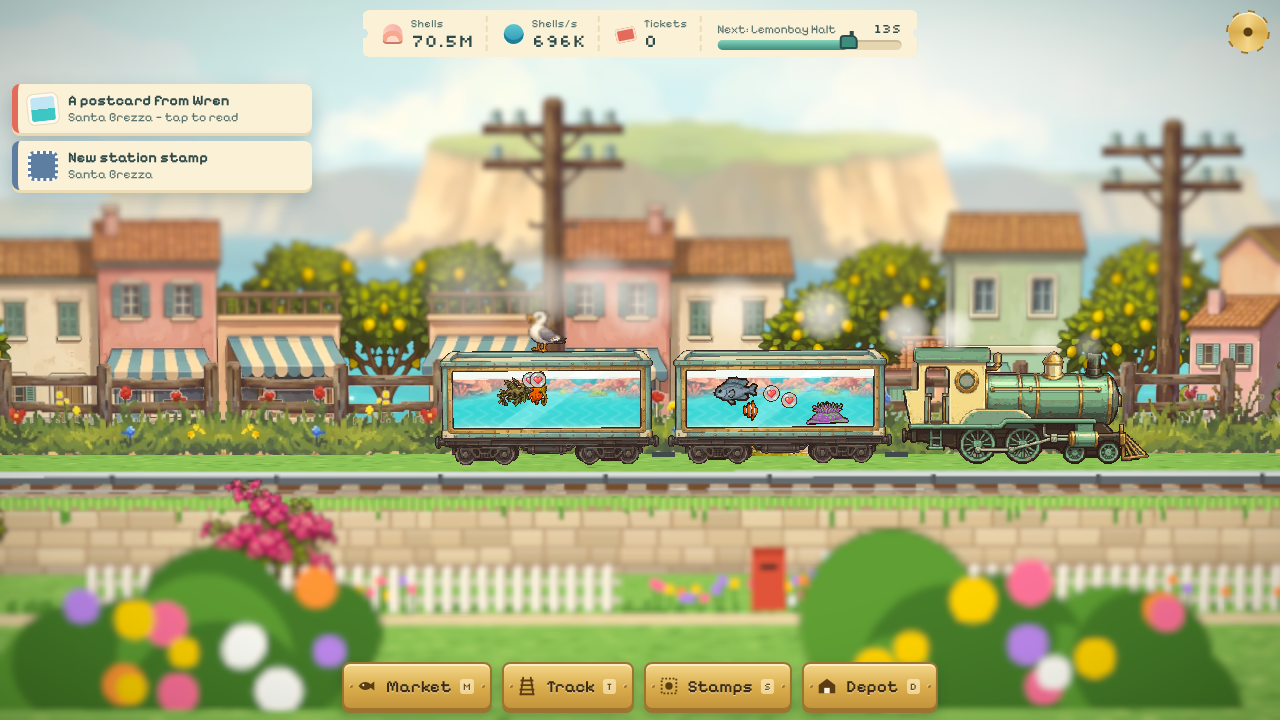 Shells
70.5M
Shells/s
696K
Tickets
0
Next: Lemonbay Halt
13s
A postcard from Wren
Santa Brezza - tap to read
New station stamp
Santa Brezza
Market M
Track T
Stamps S
Depot D